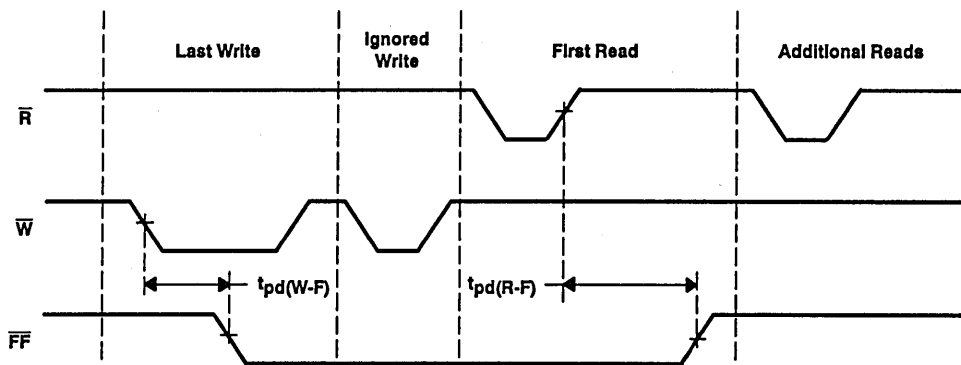 Last Write
Ignored
Write
First Read
Additional Reads
R̅
W̅
tpd(W-F)
tpd(R-F)
F̅F̅